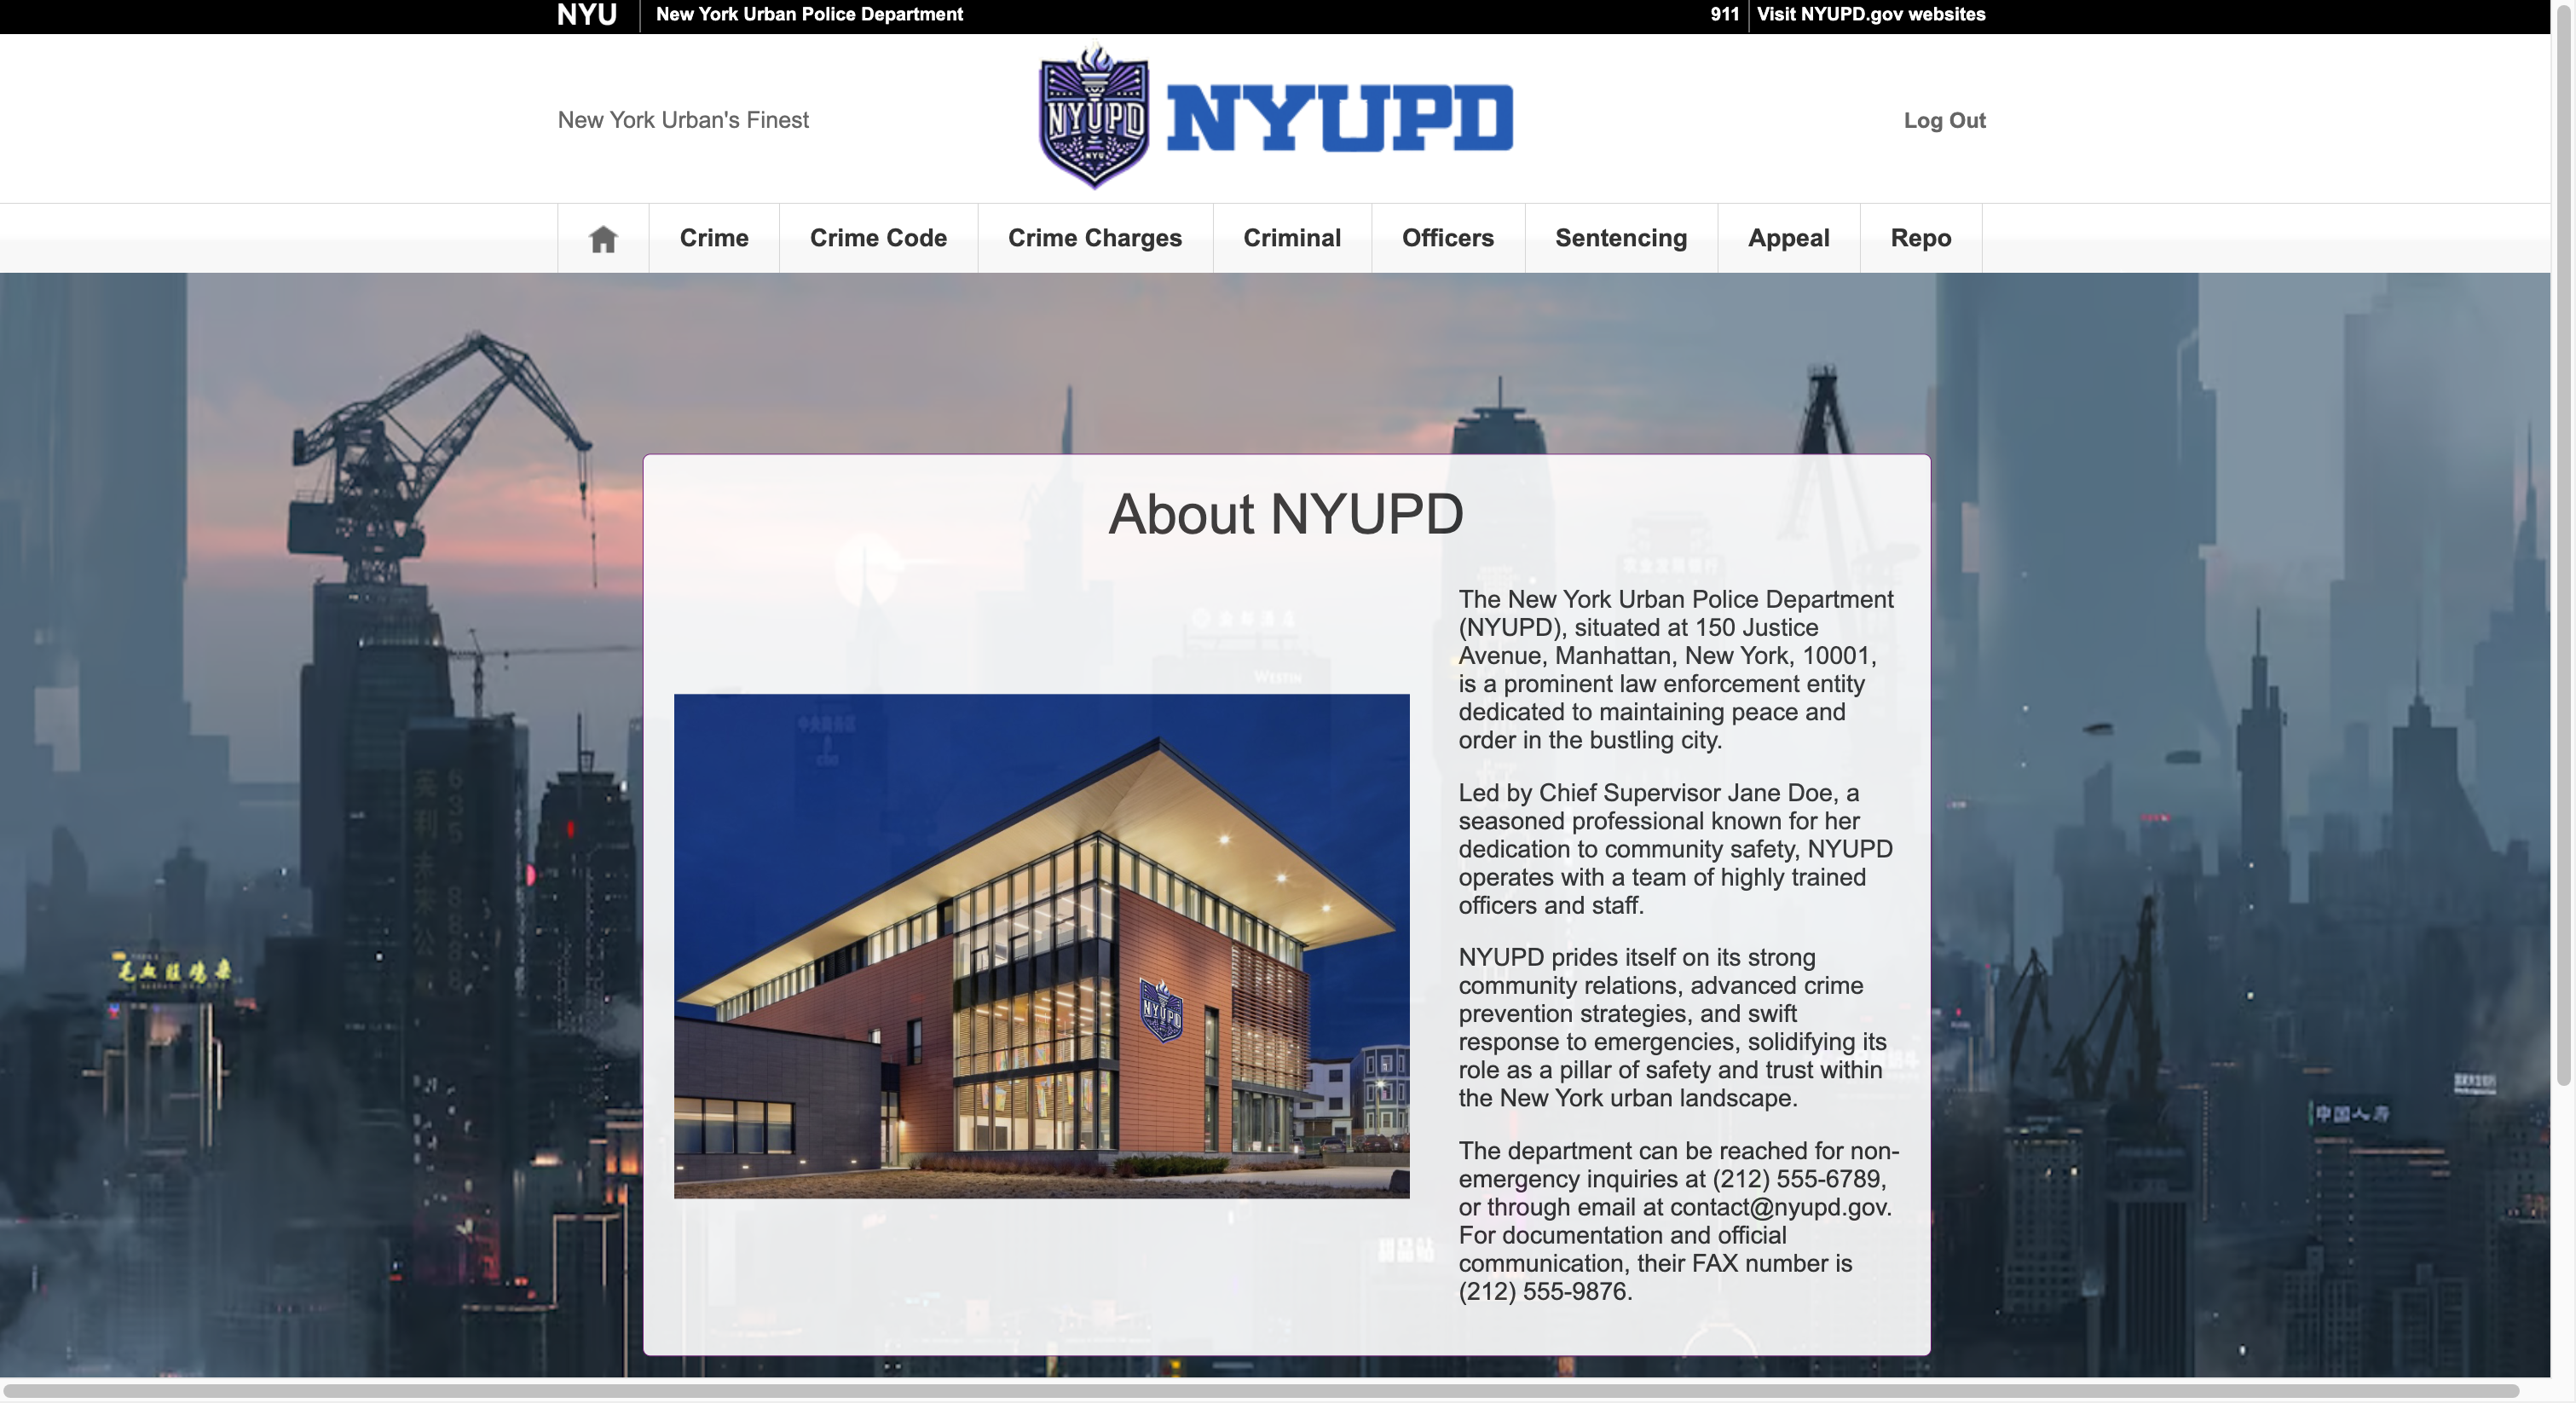 NYU
New York Urban Police Department
911
Visit NYUPD.gov websites
New York Urban's Finest
NYUPD
NYU
NYUPD
Log Out
Crime
Crime Code
Crime Charges
Criminal
Officers
Sentencing
Appeal
Repo
About NYUPD
The New York Urban Police Department
(NYUPD), situated at 150 Justice
Avenue, Manhattan, New York, 10001,
is a prominent law enforcement entity
dedicated to maintaining peace and
order in the bustling city.
Led by Chief Supervisor Jane Doe, a
seasoned professional known for her
dedication to community safety, NYUPD
operates with a team of highly trained
officers and staff.
NYUPD prides itself on its strong
community relations, advanced crime
prevention strategies, and swift
response to emergencies, solidifying its
role as a pillar of safety and trust within
the New York urban landscape.
The department can be reached for non-
emergency inquiries at (212) 555-6789,
or through email at contact@nyupd.gov.
For documentation and official
communication, their FAX number is
(212) 555-9876.
NYUPD
WESTIN
中国人寿